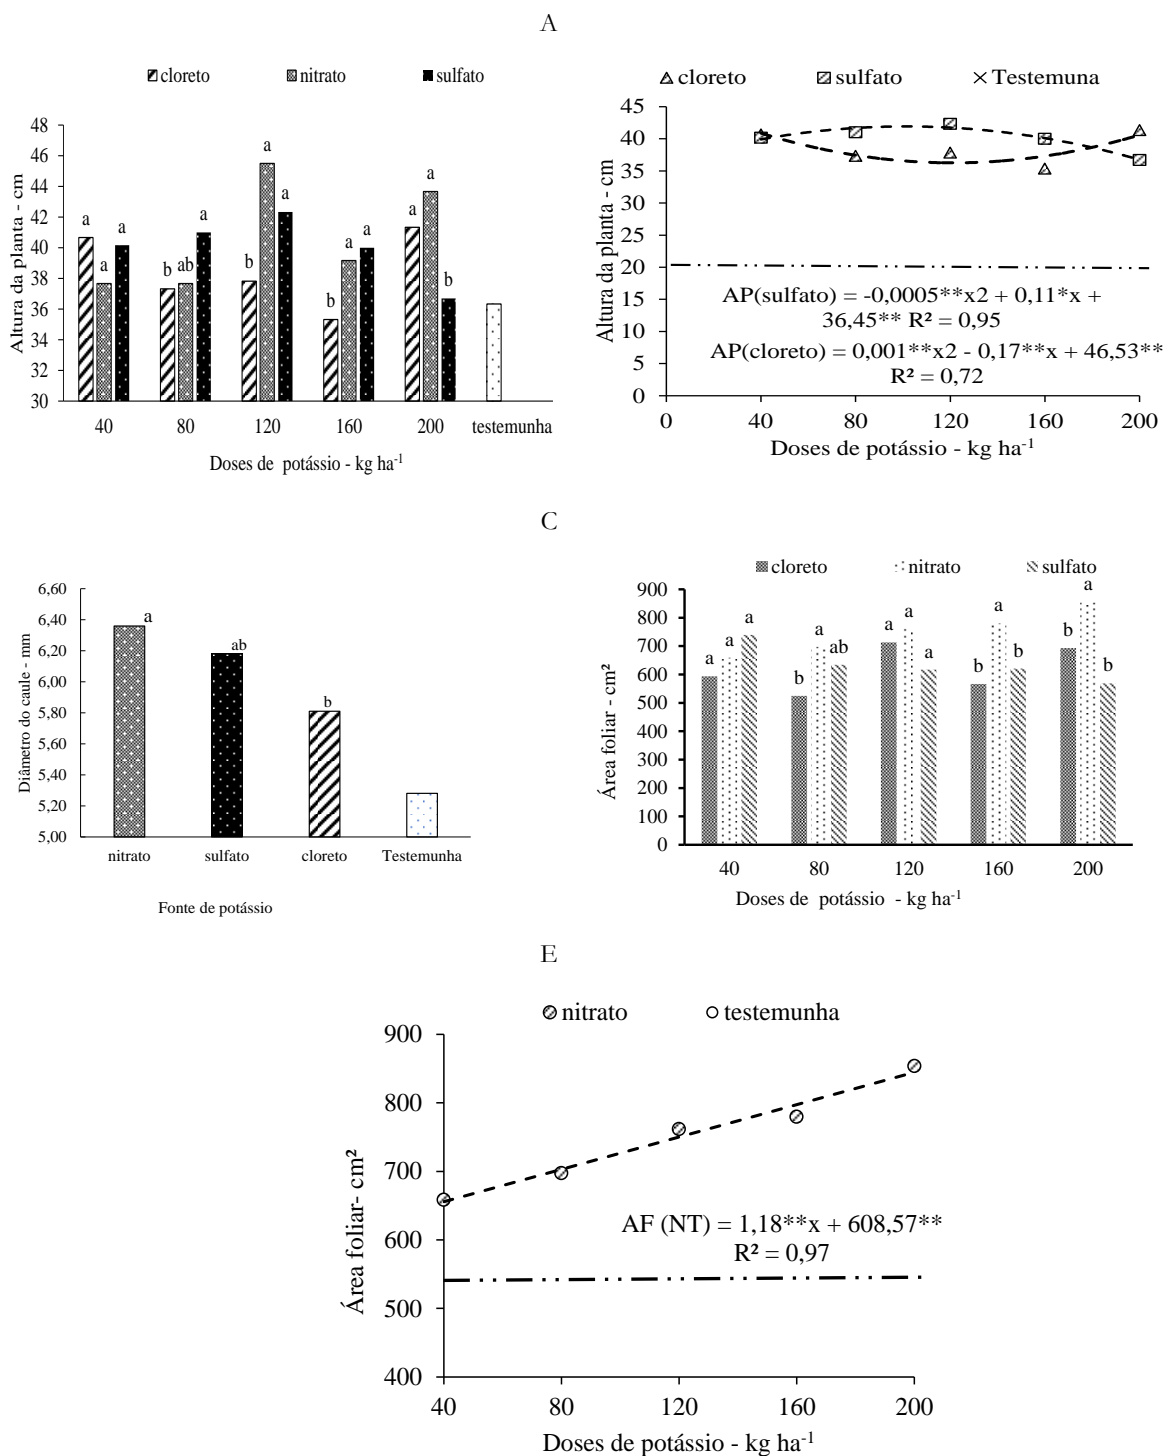 A
cloreto nitrato sulfato
48
46
44
42
40
38
36
34
32
30
Altura da planta - cm
a a a
b ab a
b a a
b a a
a a b
40 80 120 160 200 testemunha
Doses de potássio - kg ha-1
cloreto sulfato Testemuna
45
40
35
30
25
20
15
10
5
0
Altura da planta - cm
AP(sulfato) = -0,0005**x2 + 0,11*x +
36,45** R² = 0,95
AP(cloreto) = 0,001**x2 - 0,17**x + 46,53**
R² = 0,72
0 40 80 120 160 200
Doses de potássio - kg ha-1
C
6,60
6,40
6,20
6,00
5,80
5,60
5,40
5,20
5,00
Diâmetro do caule - mm
a ab b
nitrato sulfato cloreto Testemunha
Fonte de potássio
cloreto nitrato sulfato
900
800
700
600
500
400
300
200
100
0
Área foliar - cm²
a a a
b a ab
a a a
b a b
b a b
40 80 120 160 200
Doses de potássio - kg ha-1
E
nitrato testemunha
900
800
700
600
500
400
Área foliar- cm²
AF (NT) = 1,18**x + 608,57**
R² = 0,97
40 80 120 160 200
Doses de potássio - kg ha-1